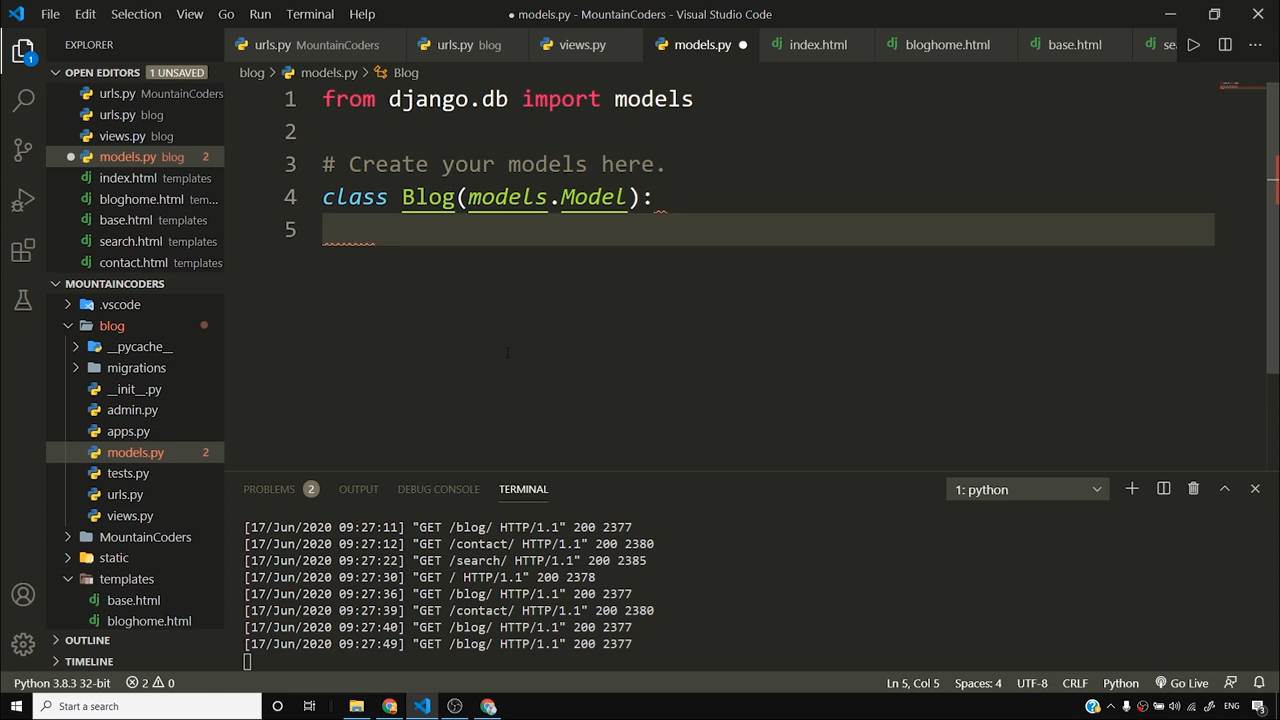 File Edit Selection View Go Run Terminal Help
● models.py - MountainCoders - Visual Studio Code
EXPLORER
urls.py MountainCoders
urls.py blog
views.py
models.py
index.html
bloghome.html
base.html
sea
OPEN EDITORS 1 UNSAVED
urls.py MountainCoders
urls.py blog
views.py blog
models.py blog 2
index.html templates
bloghome.html tem...
base.html templates
search.html templates
contact.html templates
MOUNTAINCODERS
.vscode
blog
__pycache__
migrations
__init__.py
admin.py
apps.py
models.py 2
tests.py
urls.py
views.py
MountainCoders
static
templates
base.html
bloghome.html
OUTLINE
TIMELINE
blog > models.py > Blog
1 from django.db import models
2
3 # Create your models here.
4 class Blog(models.Model):
5
PROBLEMS 2 OUTPUT DEBUG CONSOLE TERMINAL
1: python
[17/Jun/2020 09:27:11] "GET /blog/ HTTP/1.1" 200 2377
[17/Jun/2020 09:27:12] "GET /contact/ HTTP/1.1" 200 2380
[17/Jun/2020 09:27:22] "GET /search/ HTTP/1.1" 200 2385
[17/Jun/2020 09:27:30] "GET / HTTP/1.1" 200 2378
[17/Jun/2020 09:27:36] "GET /blog/ HTTP/1.1" 200 2377
[17/Jun/2020 09:27:39] "GET /contact/ HTTP/1.1" 200 2380
[17/Jun/2020 09:27:40] "GET /blog/ HTTP/1.1" 200 2377
[17/Jun/2020 09:27:49] "GET /blog/ HTTP/1.1" 200 2377
Python 3.8.3 32-bit 2 0 Ln 5, Col 5 Spaces: 4 UTF-8 CRLF Python Go Live
Start a search
ENG